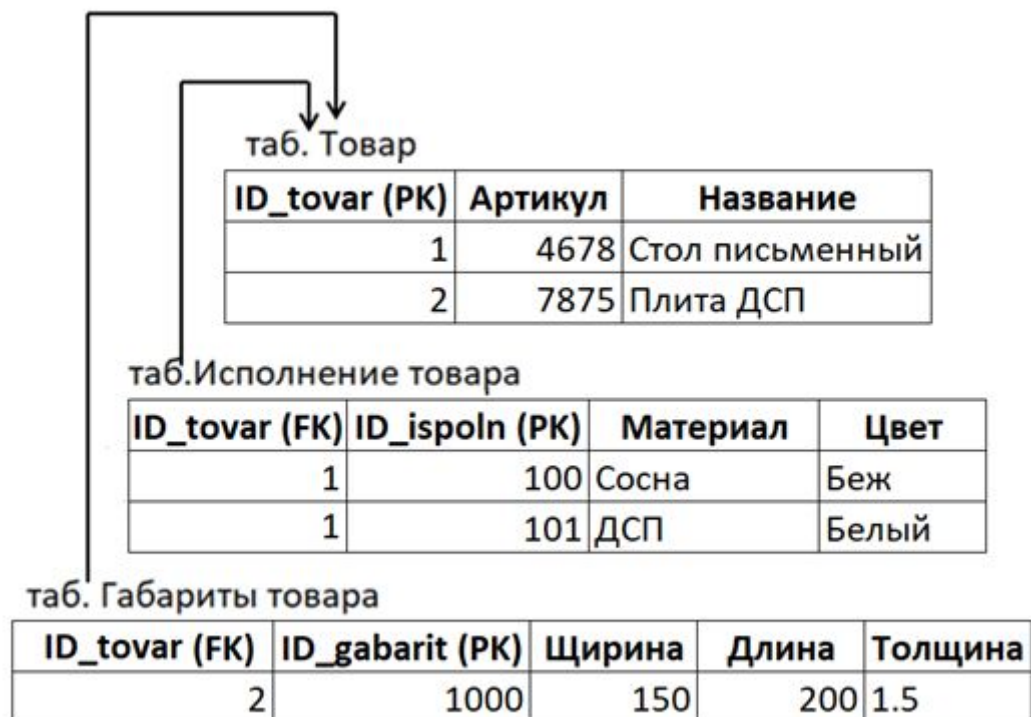 таб. Товар
ID_tovar (PK) Артикул Название
1 4678 Стол письменный
2 7875 Плита ДСП
таб.Исполнение товара
ID_tovar (FK) ID_ispoln (PK) Материал Цвет
1 100 Сосна Беж
1 101 ДСП Белый
таб. Габариты товара
ID_tovar (FK) ID_gabarit (PK) Щирина Длина Толщина
2 1000 150 200 1.5